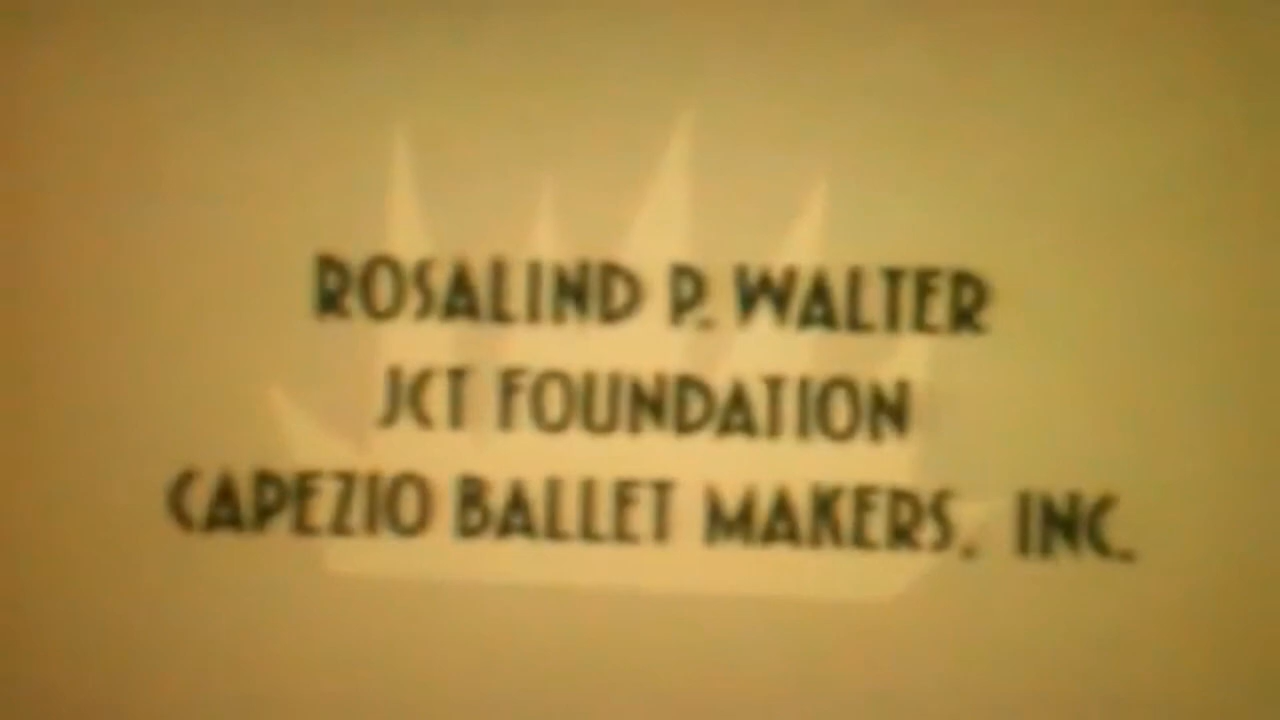 ROSALIND P. WALTER
JCT FOUNDATION
CAPEZIO BALLET MAKERS, INC.